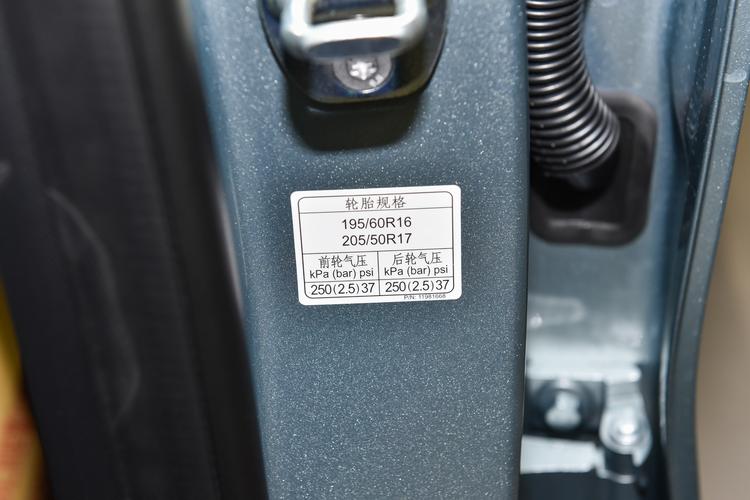 轮胎规格
195/60R16
205/50R17
前轮气压 后轮气压
kPa (bar) psi kPa (bar) psi
250(2.5)37 250(2.5)37
P/N: 11981668